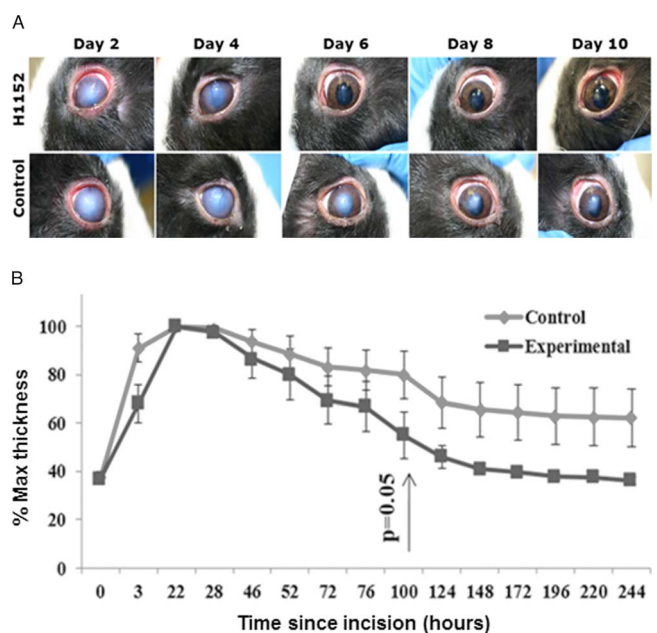 A
Day 2 Day 4 Day 6 Day 8 Day 10
H1152
Control
B
100
80
60
40
20
0
% Max thickness
Control
Experimental
p=0.05
0 3 22 28 46 52 72 76 100 124 148 172 196 220 244
Time since incision (hours)